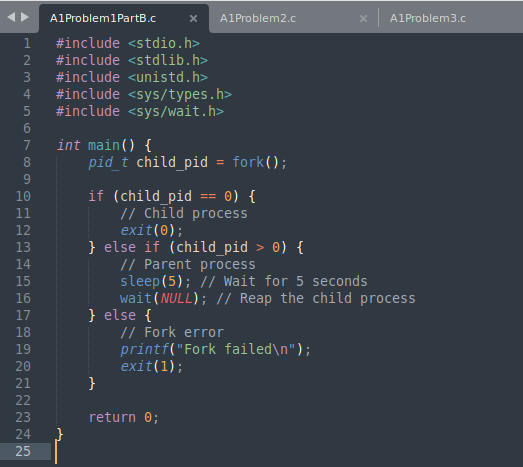 A1Problem1PartB.c × A1Problem2.c × A1Problem3.c
1 #include <stdio.h>
2 #include <stdlib.h>
3 #include <unistd.h>
4 #include <sys/types.h>
5 #include <sys/wait.h>
6
7 int main() {
8     pid_t child_pid = fork();
9
10     if (child_pid == 0) {
11         // Child process
12         exit(0);
13     } else if (child_pid > 0) {
14         // Parent process
15         sleep(5); // Wait for 5 seconds
16         wait(NULL); // Reap the child process
17     } else {
18         // Fork error
19         printf("Fork failed\n");
20         exit(1);
21     }
22
23     return 0;
24 }
25